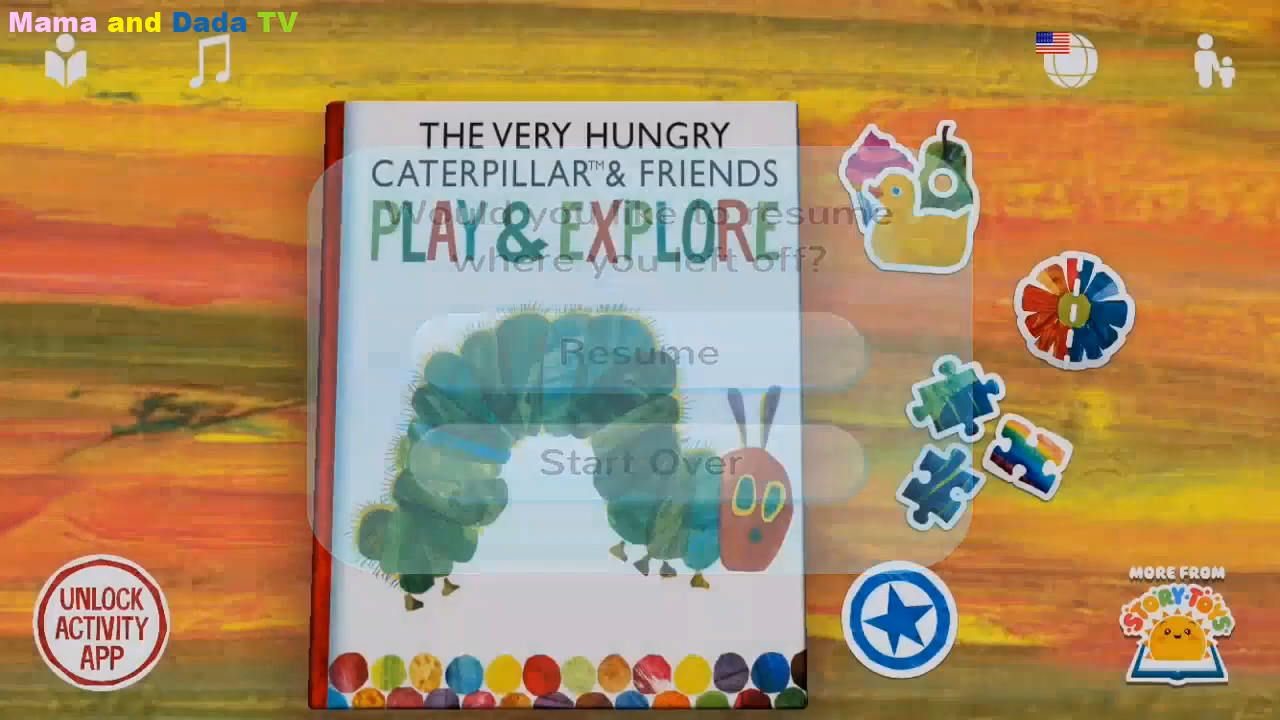 Mama and Dada TV
THE VERY HUNGRY
CATERPILLAR™ & FRIENDS
PLAY & EXPLORE
Would you like to resume
where you left off?
Resume
Start Over
UNLOCK
ACTIVITY
APP
MORE FROM
STORY TOYS